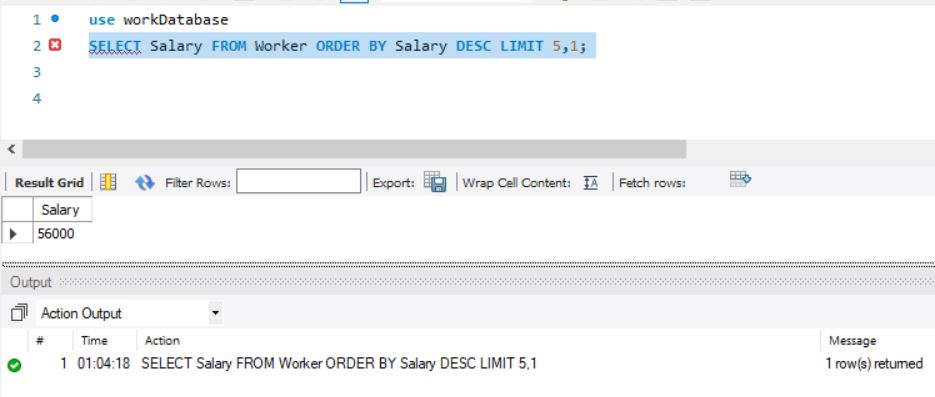 1 use workDatabase
2 SELECT Salary FROM Worker ORDER BY Salary DESC LIMIT 5,1;
3
4
Result Grid Filter Rows: Export: Wrap Cell Content: Fetch rows:
Salary
56000
Output
Action Output
# Time Action Message
1 01:04:18 SELECT Salary FROM Worker ORDER BY Salary DESC LIMIT 5,1 1 row(s) returned